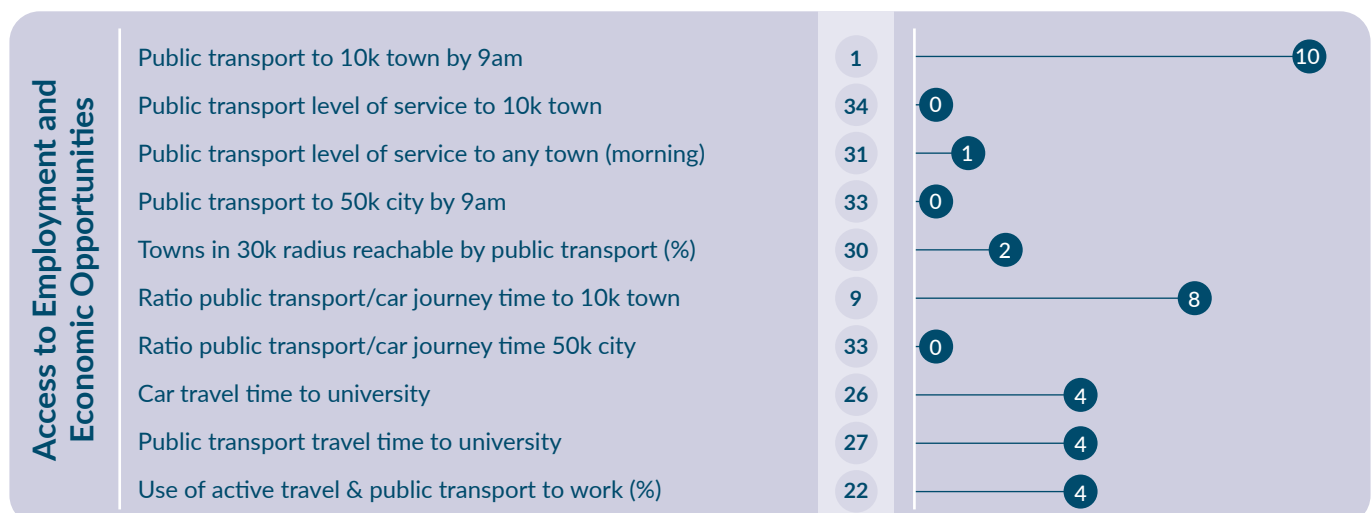 Access to Employment and
Economic Opportunities
Public transport to 10k town by 9am 1 10
Public transport level of service to 10k town 34 0
Public transport level of service to any town (morning) 31 1
Public transport to 50k city by 9am 33 0
Towns in 30k radius reachable by public transport (%) 30 2
Ratio public transport/car journey time to 10k town 9 8
Ratio public transport/car journey time 50k city 33 0
Car travel time to university 26 4
Public transport travel time to university 27 4
Use of active travel & public transport to work (%) 22 4